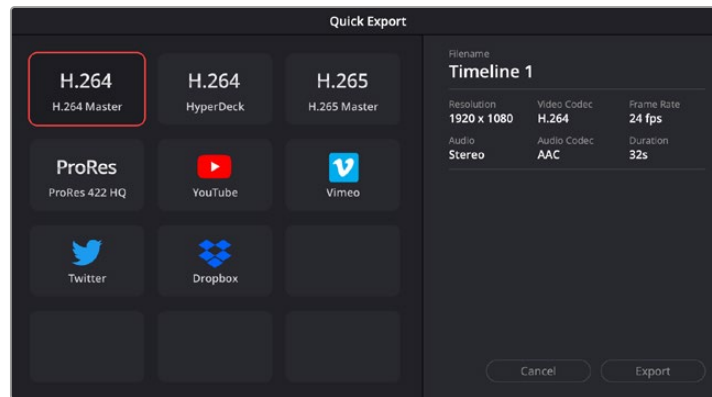 Quick Export
H.264
H.264 Master
H.264
HyperDeck
H.265
H.265 Master
ProRes
ProRes 422 HQ
YouTube
Vimeo
Twitter
Dropbox
Filename
Timeline 1
Resolution
1920 x 1080
Video Codec
H.264
Frame Rate
24 fps
Audio
Stereo
Audio Codec
AAC
Duration
32s
Cancel
Export